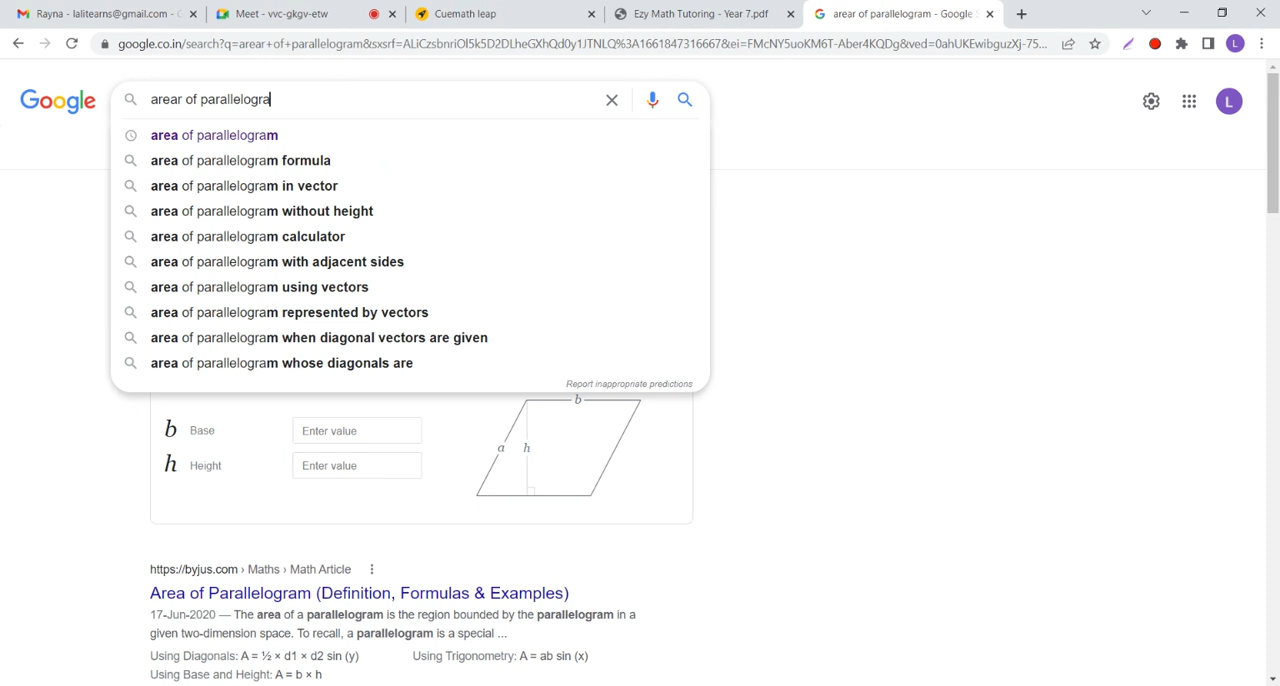 Rayna - lalitearns@gmail.com - G
Meet - vvc-gkgv-etw
Cuemath leap
Ezy Math Tutoring - Year 7.pdf
arear of parallelogram - Google S
google.co.in/search?q=arear+of+parallelogram&sxsrf=ALiCzsbnriOl5k5D2DLheGXhQd0y1JTNLQ%3A1661847316667&ei=FMcNY5uoKM6T-Aber4KQDg&ved=0ahUKEwibguzXj-75...
L
Google
arear of parallelogra
L
area of parallelogram
area of parallelogram formula
area of parallelogram in vector
area of parallelogram without height
area of parallelogram calculator
area of parallelogram with adjacent sides
area of parallelogram using vectors
area of parallelogram represented by vectors
area of parallelogram when diagonal vectors are given
area of parallelogram whose diagonals are
Report inappropriate predictions
b
b Base Enter value
a h
h Height Enter value
https://byjus.com › Maths › Math Article
Area of Parallelogram (Definition, Formulas & Examples)
17-Jun-2020 — The area of a parallelogram is the region bounded by the parallelogram in a
given two-dimension space. To recall, a parallelogram is a special ...
Using Diagonals: A = ½ × d1 × d2 sin (y) Using Trigonometry: A = ab sin (x)
Using Base and Height: A = b × h